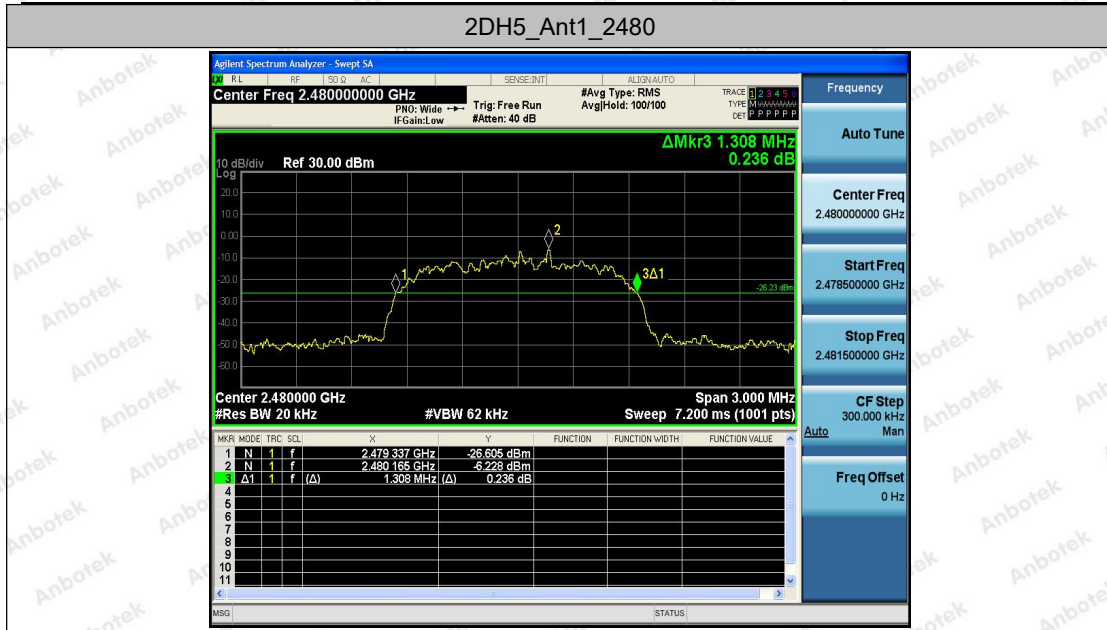 2DH5_Ant1_2480
Agilent Spectrum Analyzer - Swept SA
LXI RL RF 50 Ω AC SENSE:INT ALIGNAUTO
Center Freq 2.480000000 GHz
PNO: Wide
IFGain:Low
Trig: Free Run
#Atten: 40 dB
#Avg Type: RMS
Avg|Hold: 100/100
TRACE 1 2 3 4 5 6
TYPE M WWWWW
DET P P P P P P
ΔMkr3 1.308 MHz
0.236 dB
10 dB/div Ref 30.00 dBm
Log
20.0
10.0
0.00
-10.0
-20.0
-30.0
-40.0
-50.0
-60.0
1
2
3Δ1
-26.23 dBm
Center 2.480000 GHz Span 3.000 MHz
#Res BW 20 kHz #VBW 62 kHz Sweep 7.200 ms (1001 pts)
MKR MODE TRC SCL X Y FUNCTION FUNCTION WIDTH FUNCTION VALUE
1 N 1 f 2.479 337 GHz -26.605 dBm
2 N 1 f 2.480 165 GHz -6.228 dBm
3 Δ1 1 f (Δ) 1.308 MHz (Δ) 0.236 dB
4
5
6
7
8
9
10
11
MSG STATUS
Frequency
Auto Tune
Center Freq
2.480000000 GHz
Start Freq
2.478500000 GHz
Stop Freq
2.481500000 GHz
CF Step
300.000 kHz
Auto Man
Freq Offset
0 Hz
Anbotek